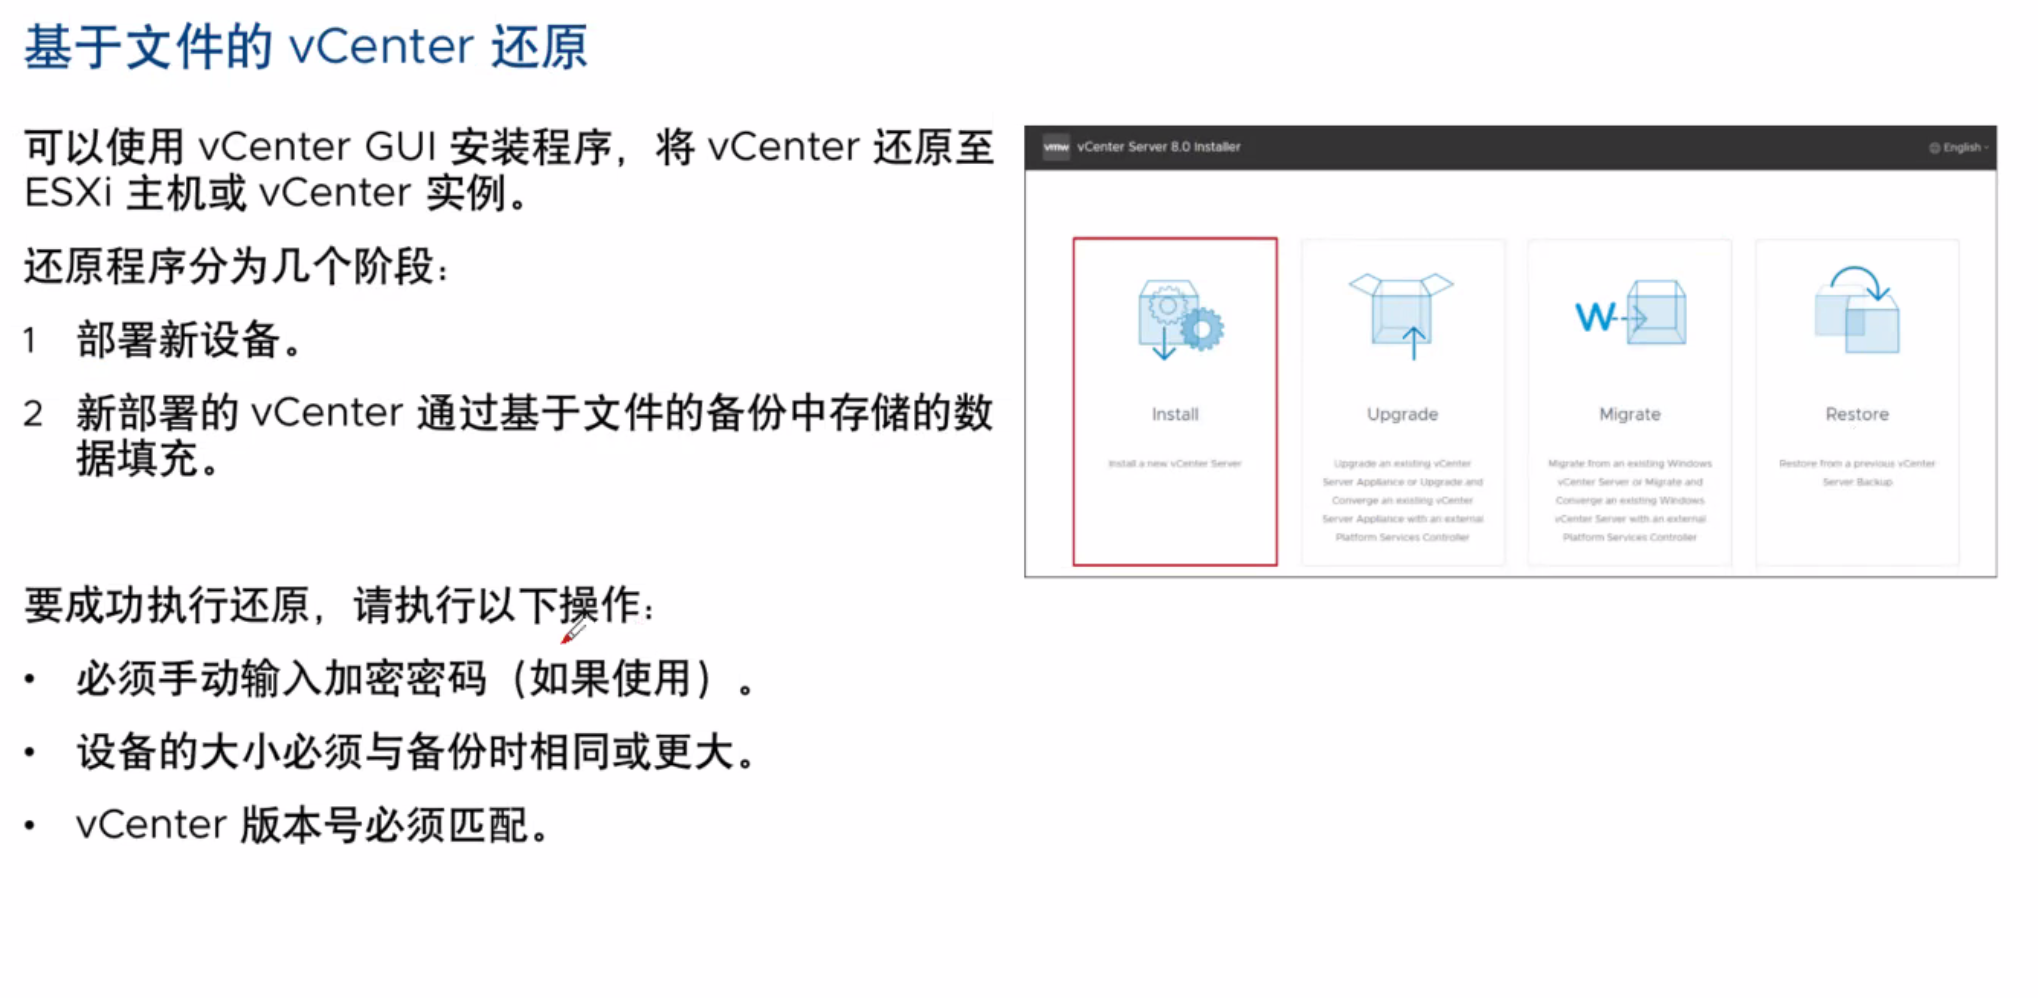 基于文件的 vCenter 还原
可以使用 vCenter GUI 安装程序，将 vCenter 还原至
ESXi 主机或 vCenter 实例。
还原程序分为几个阶段：
1 部署新设备。
2 新部署的 vCenter 通过基于文件的备份中存储的数
据填充。
要成功执行还原，请执行以下操作：
• 必须手动输入加密密码（如果使用）。
• 设备的大小必须与备份时相同或更大。
• vCenter 版本号必须匹配。
vmw vCenter Server 8.0 Installer
English
Install
Install a new vCenter Server
Upgrade
Upgrade an existing vCenter
Server Appliance or Upgrade and
Converge an existing vCenter
Server Appliance with an external
Platform Services Controller
W
Migrate
Migrate from an existing Windows
vCenter Server or Migrate and
Converge an existing Windows
vCenter Server with an external
Platform Services Controller
Restore
Restore from a previous vCenter
Server Backup